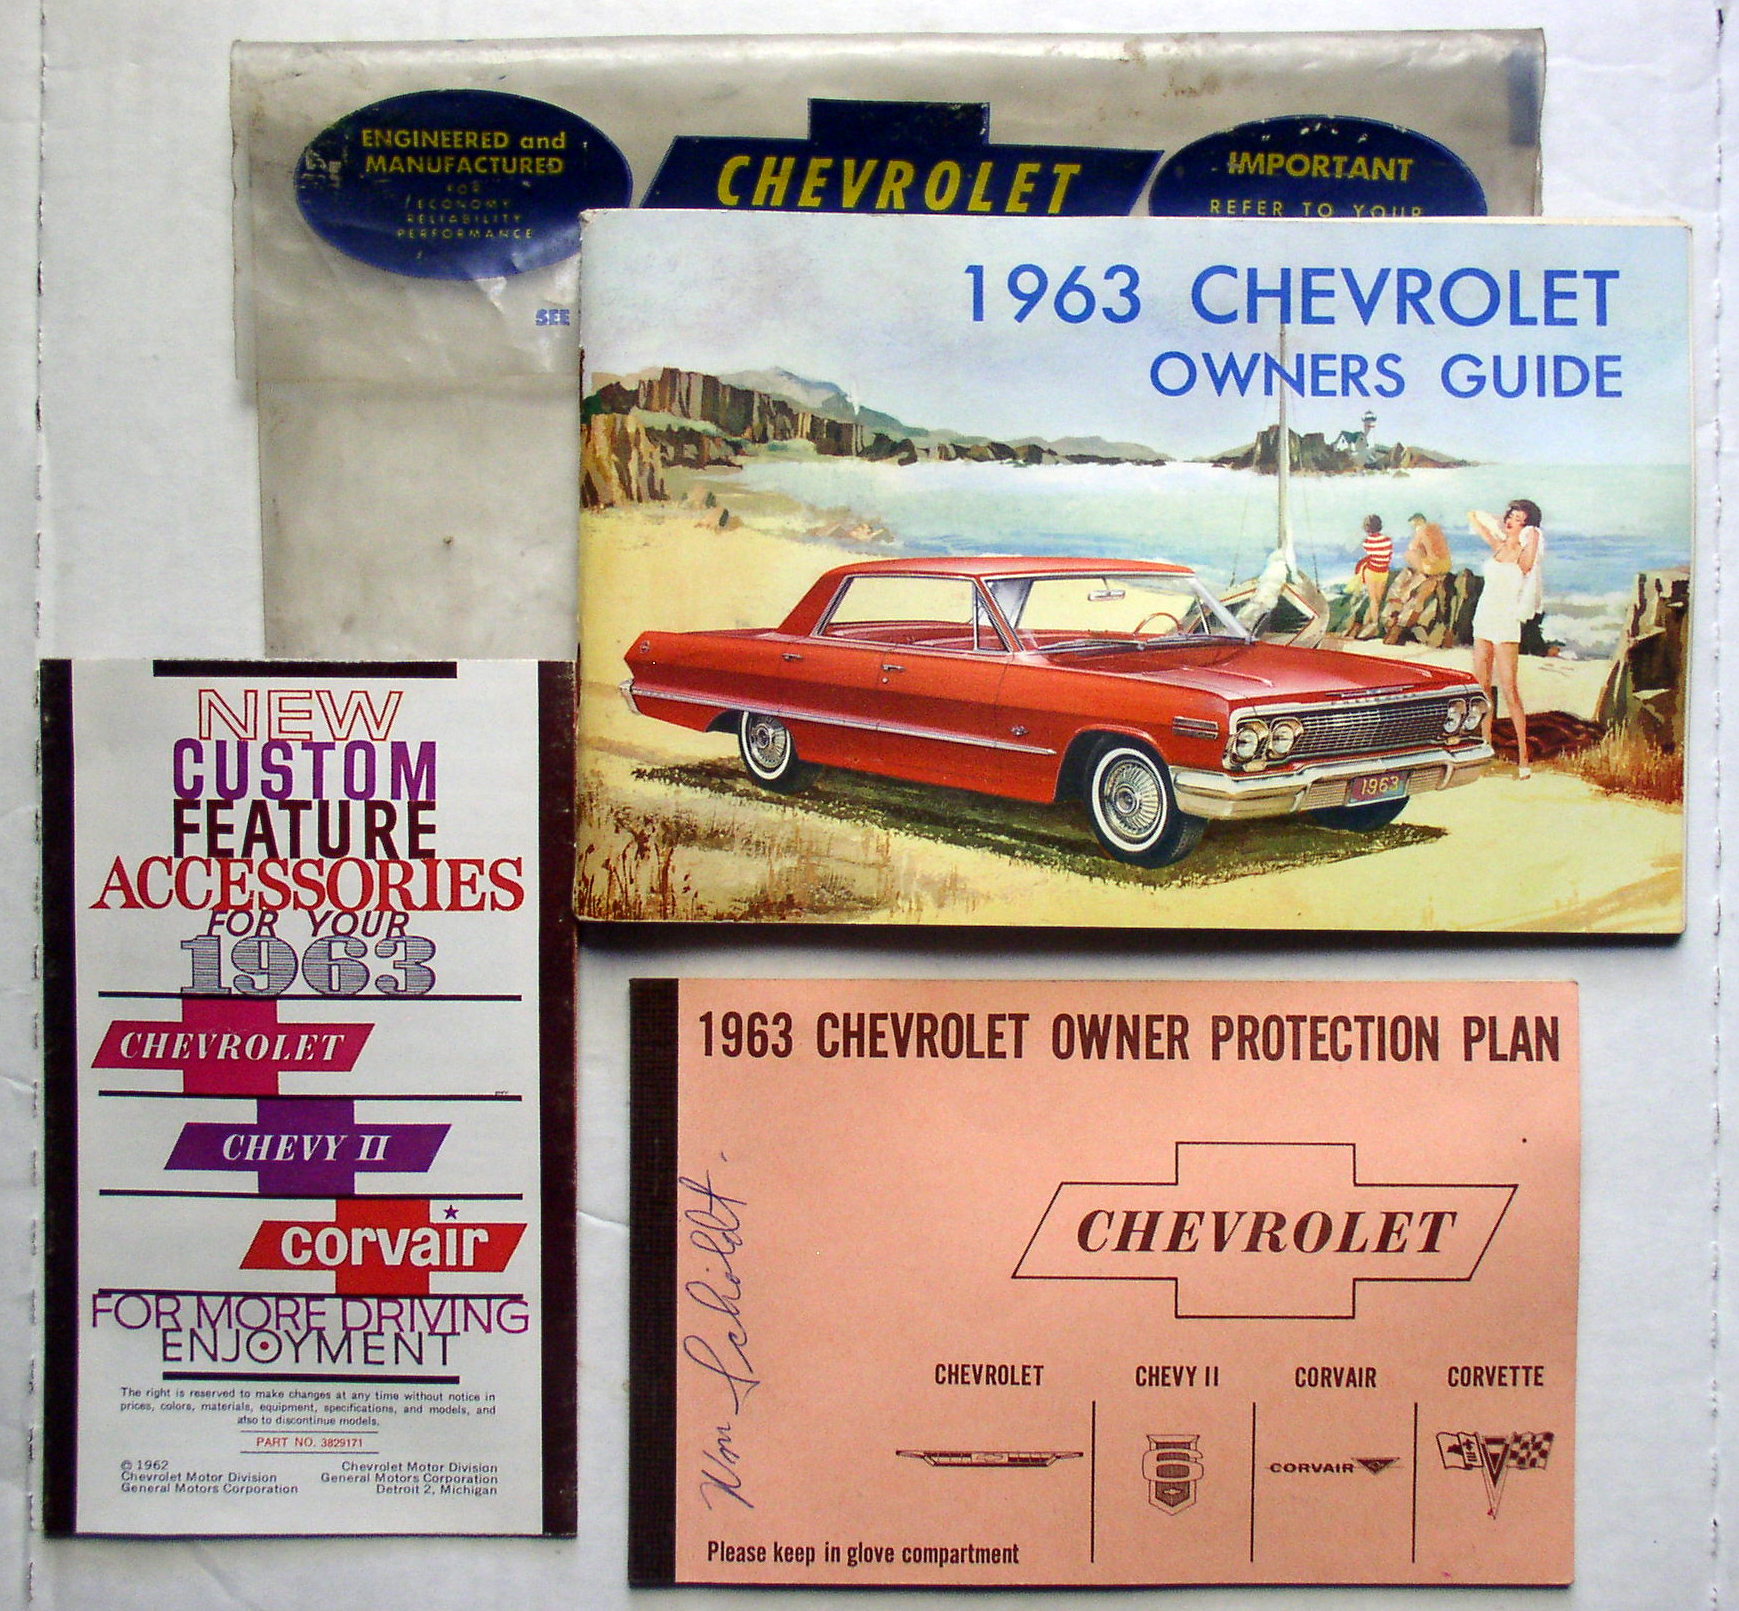 ENGINEERED and
MANUFACTURED
FOR
ECONOMY
RELIABILITY
PERFORMANCE
CHEVROLET
IMPORTANT
REFER TO YOUR
SEE
1963 CHEVROLET
OWNERS GUIDE
1963
NEW
CUSTOM
FEATURE
ACCESSORIES
FOR YOUR
1963
CHEVROLET
CHEVY II
corvair
FOR MORE DRIVING
ENJOYMENT
The right is reserved to make changes at any time without notice in
prices, colors, materials, equipment, specifications, and models, and
also to discontinue models.
PART NO. 3829171
© 1962
Chevrolet Motor Division
General Motors Corporation
Chevrolet Motor Division
General Motors Corporation
Detroit 2, Michigan
1963 CHEVROLET OWNER PROTECTION PLAN
Wm Scholdt.
CHEVROLET
CHEVROLET
CHEVY II
CORVAIR
CORVETTE
CORVAIR
Please keep in glove compartment